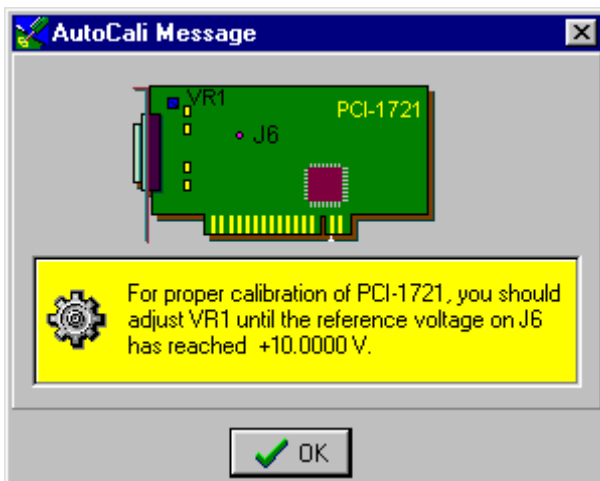 AutoCali Message
VR1
PCI-1721
J6
For proper calibration of PCI-1721, you should
adjust VR1 until the reference voltage on J6
has reached +10.0000 V.
OK